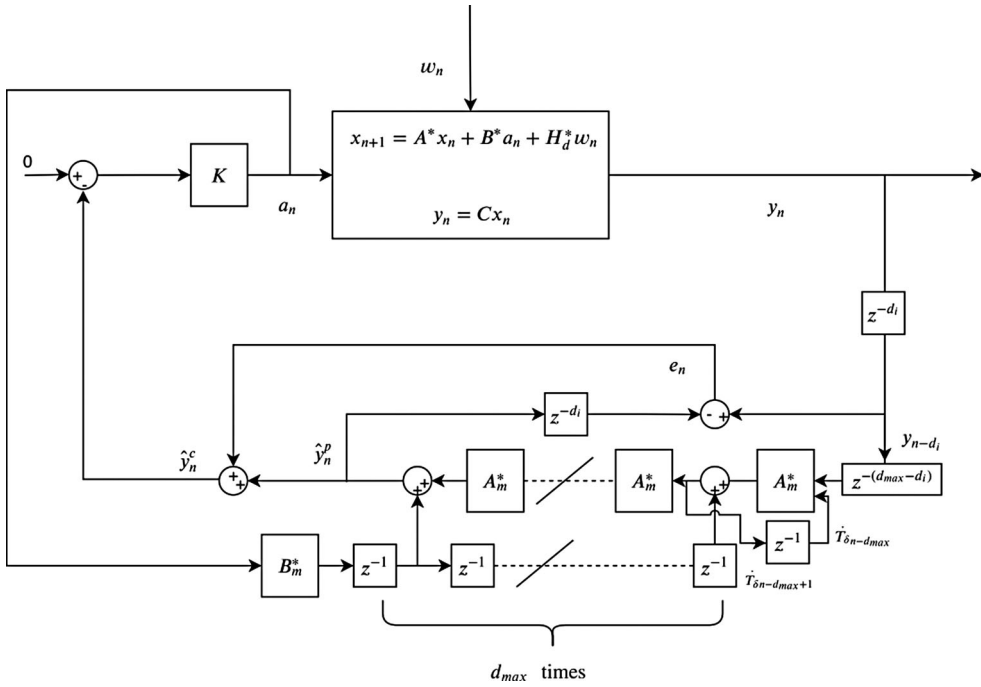 w_n
x_{n+1} = A^* x_n + B^* a_n + H_d^* w_n
y_n = C x_n
0
+
-
K
a_n
y_n
z^{-d_i}
e_n
z^{-d_i}
-
+
y_{n-d_i}
ŷ_n^c
+
+
ŷ_n^p
+
+
A_m^*
A_m^*
+
+
A_m^*
z^{-(d_{max}-d_i)}
z^{-1}
Ṫ_{δn-d_{max}}
B_m^*
z^{-1}
z^{-1}
z^{-1}
Ṫ_{δn-d_{max}+1}
d_{max} times